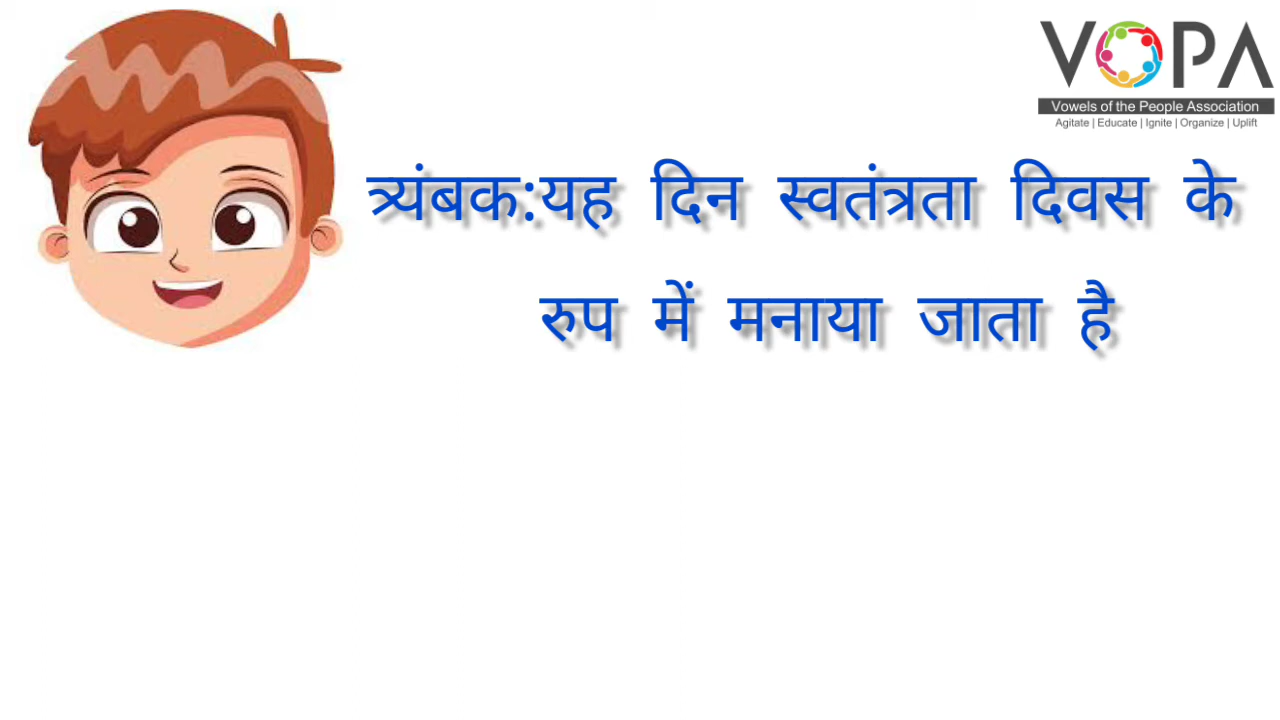 VOPA
Vowels of the People Association
Agitate | Educate | Ignite | Organize | Uplift
त्र्यंबक:यह दिन स्वतंत्रता दिवस के
रुप में मनाया जाता है